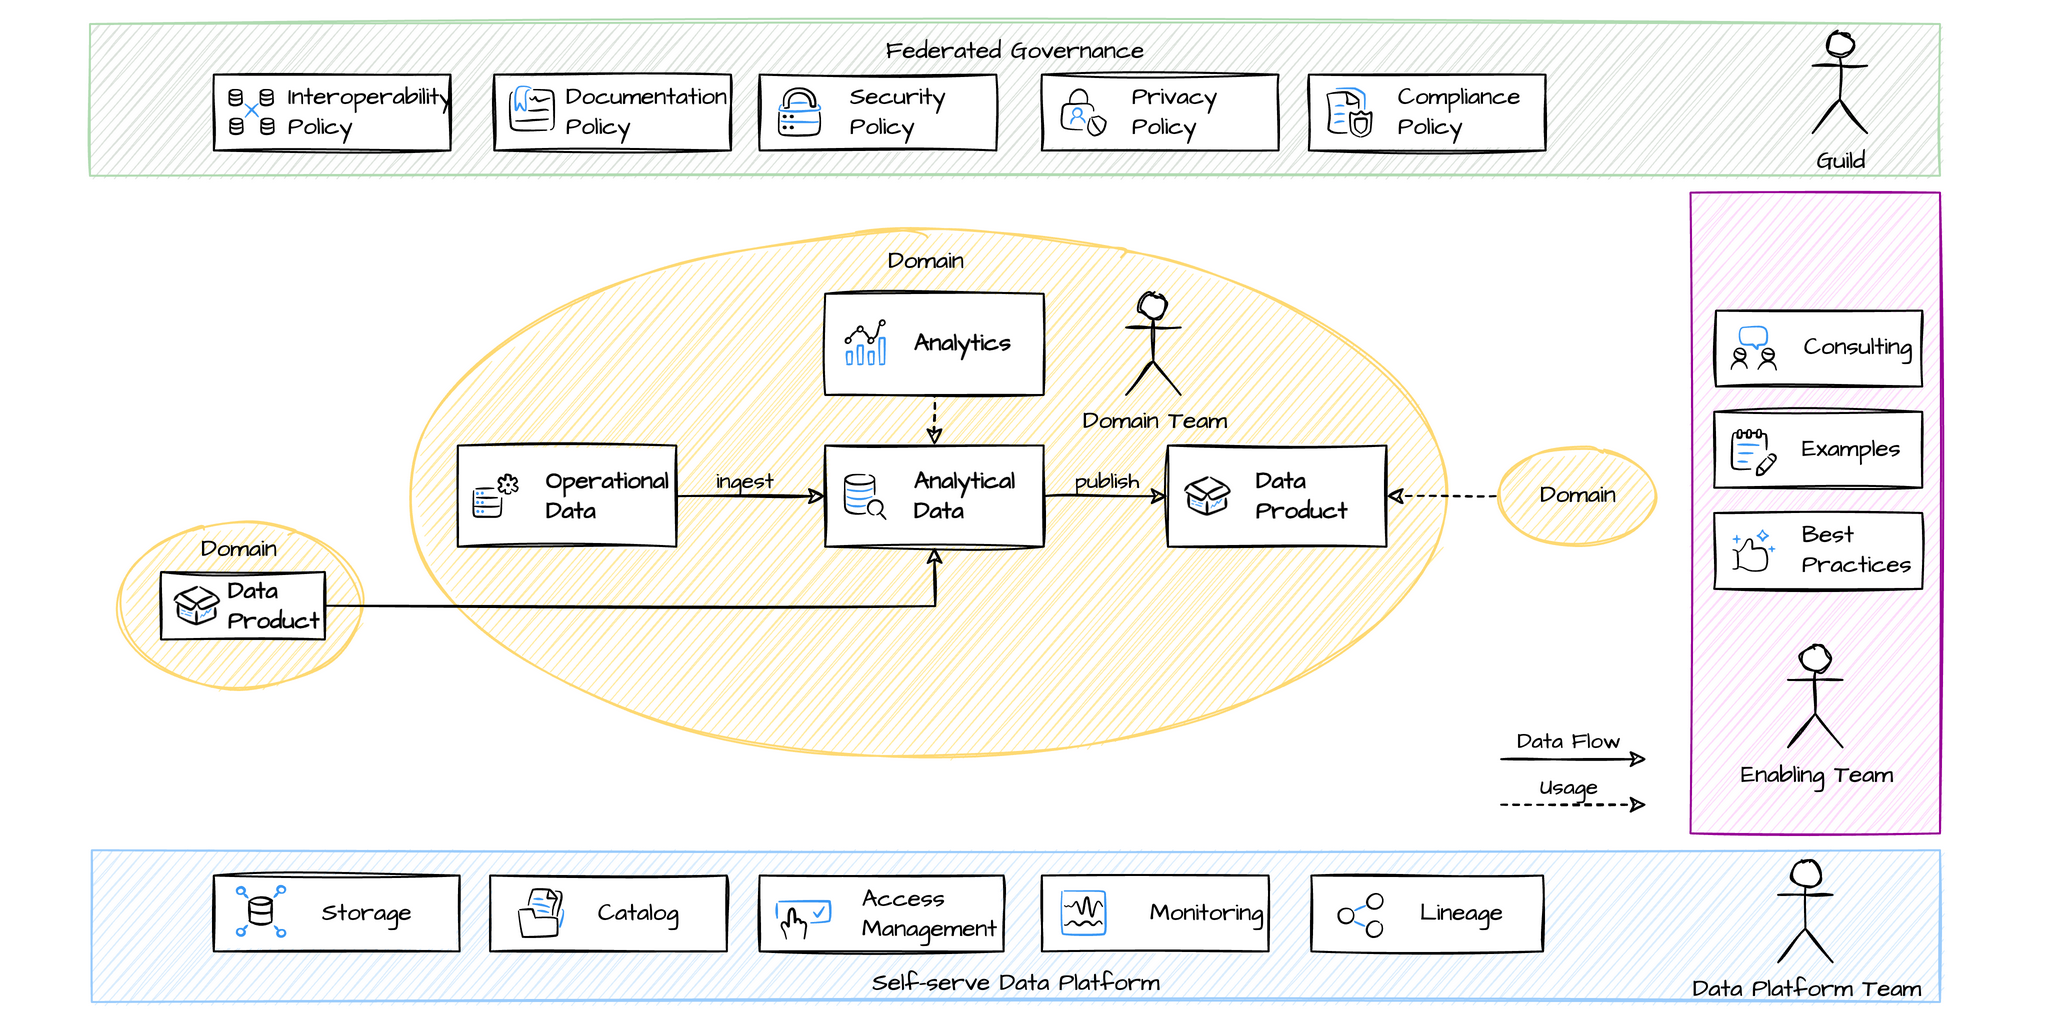 Federated Governance
Interoperability
Policy
Documentation
Policy
Security
Policy
Privacy
Policy
Compliance
Policy
Guild
Domain
Analytics
Domain Team
Operational
Data
ingest
Analytical
Data
publish
Data
Product
Domain
Domain
Data
Product
Consulting
Examples
Best
Practices
Enabling Team
Data Flow
Usage
Storage
Catalog
Access
Management
Monitoring
Lineage
Self-serve Data Platform
Data Platform Team